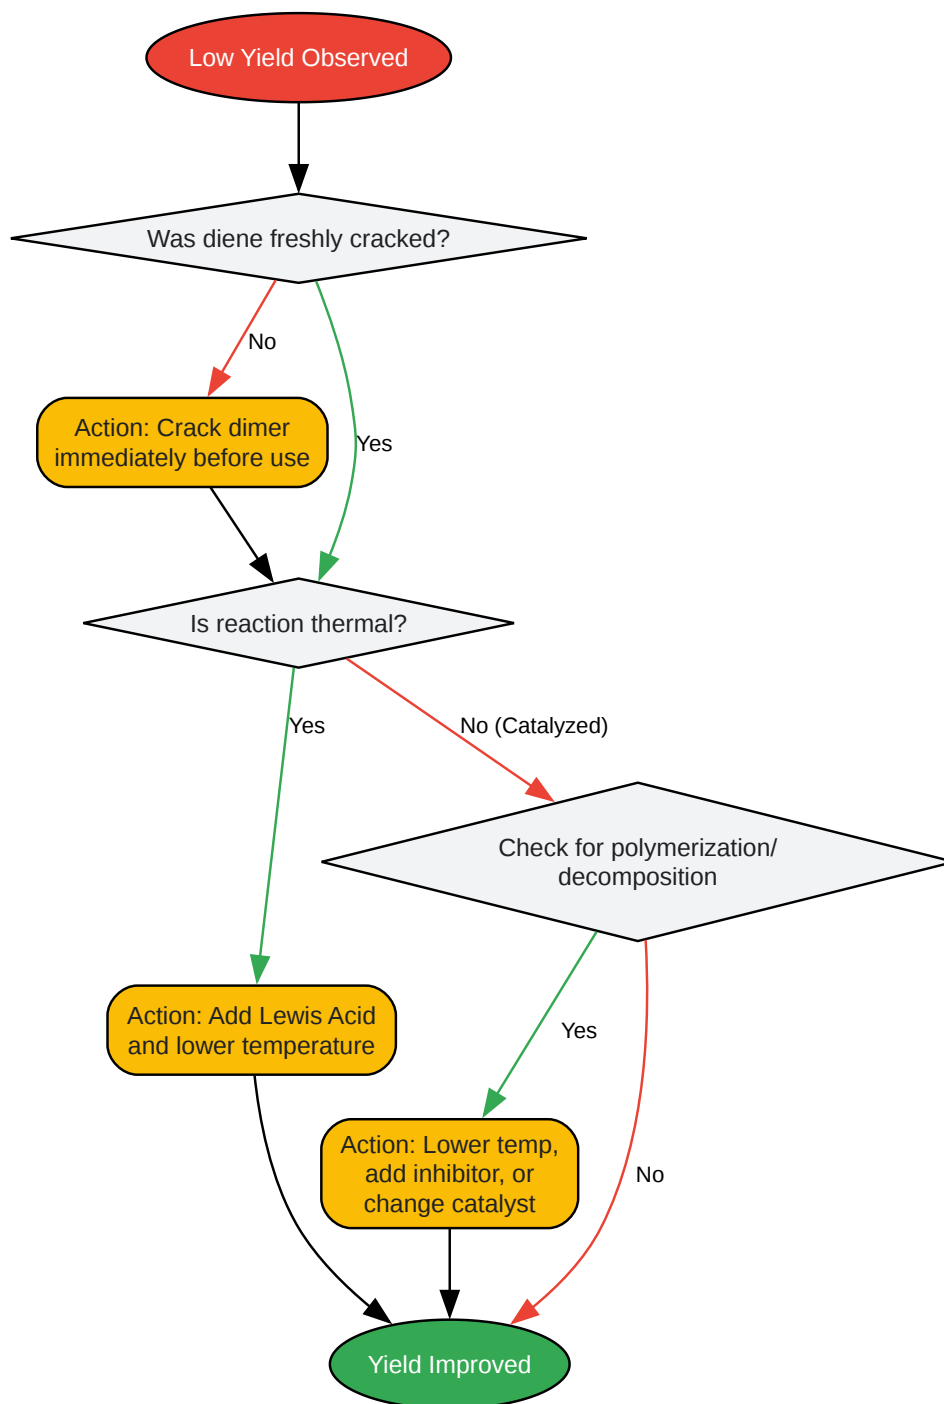 Low Yield Observed
Was diene freshly cracked?
No
Action: Crack dimer
immediately before use
Yes
Is reaction thermal?
Yes
No (Catalyzed)
Check for polymerization/
decomposition
Action: Add Lewis Acid
and lower temperature
Yes
Action: Lower temp,
add inhibitor, or
change catalyst
No
Yield Improved